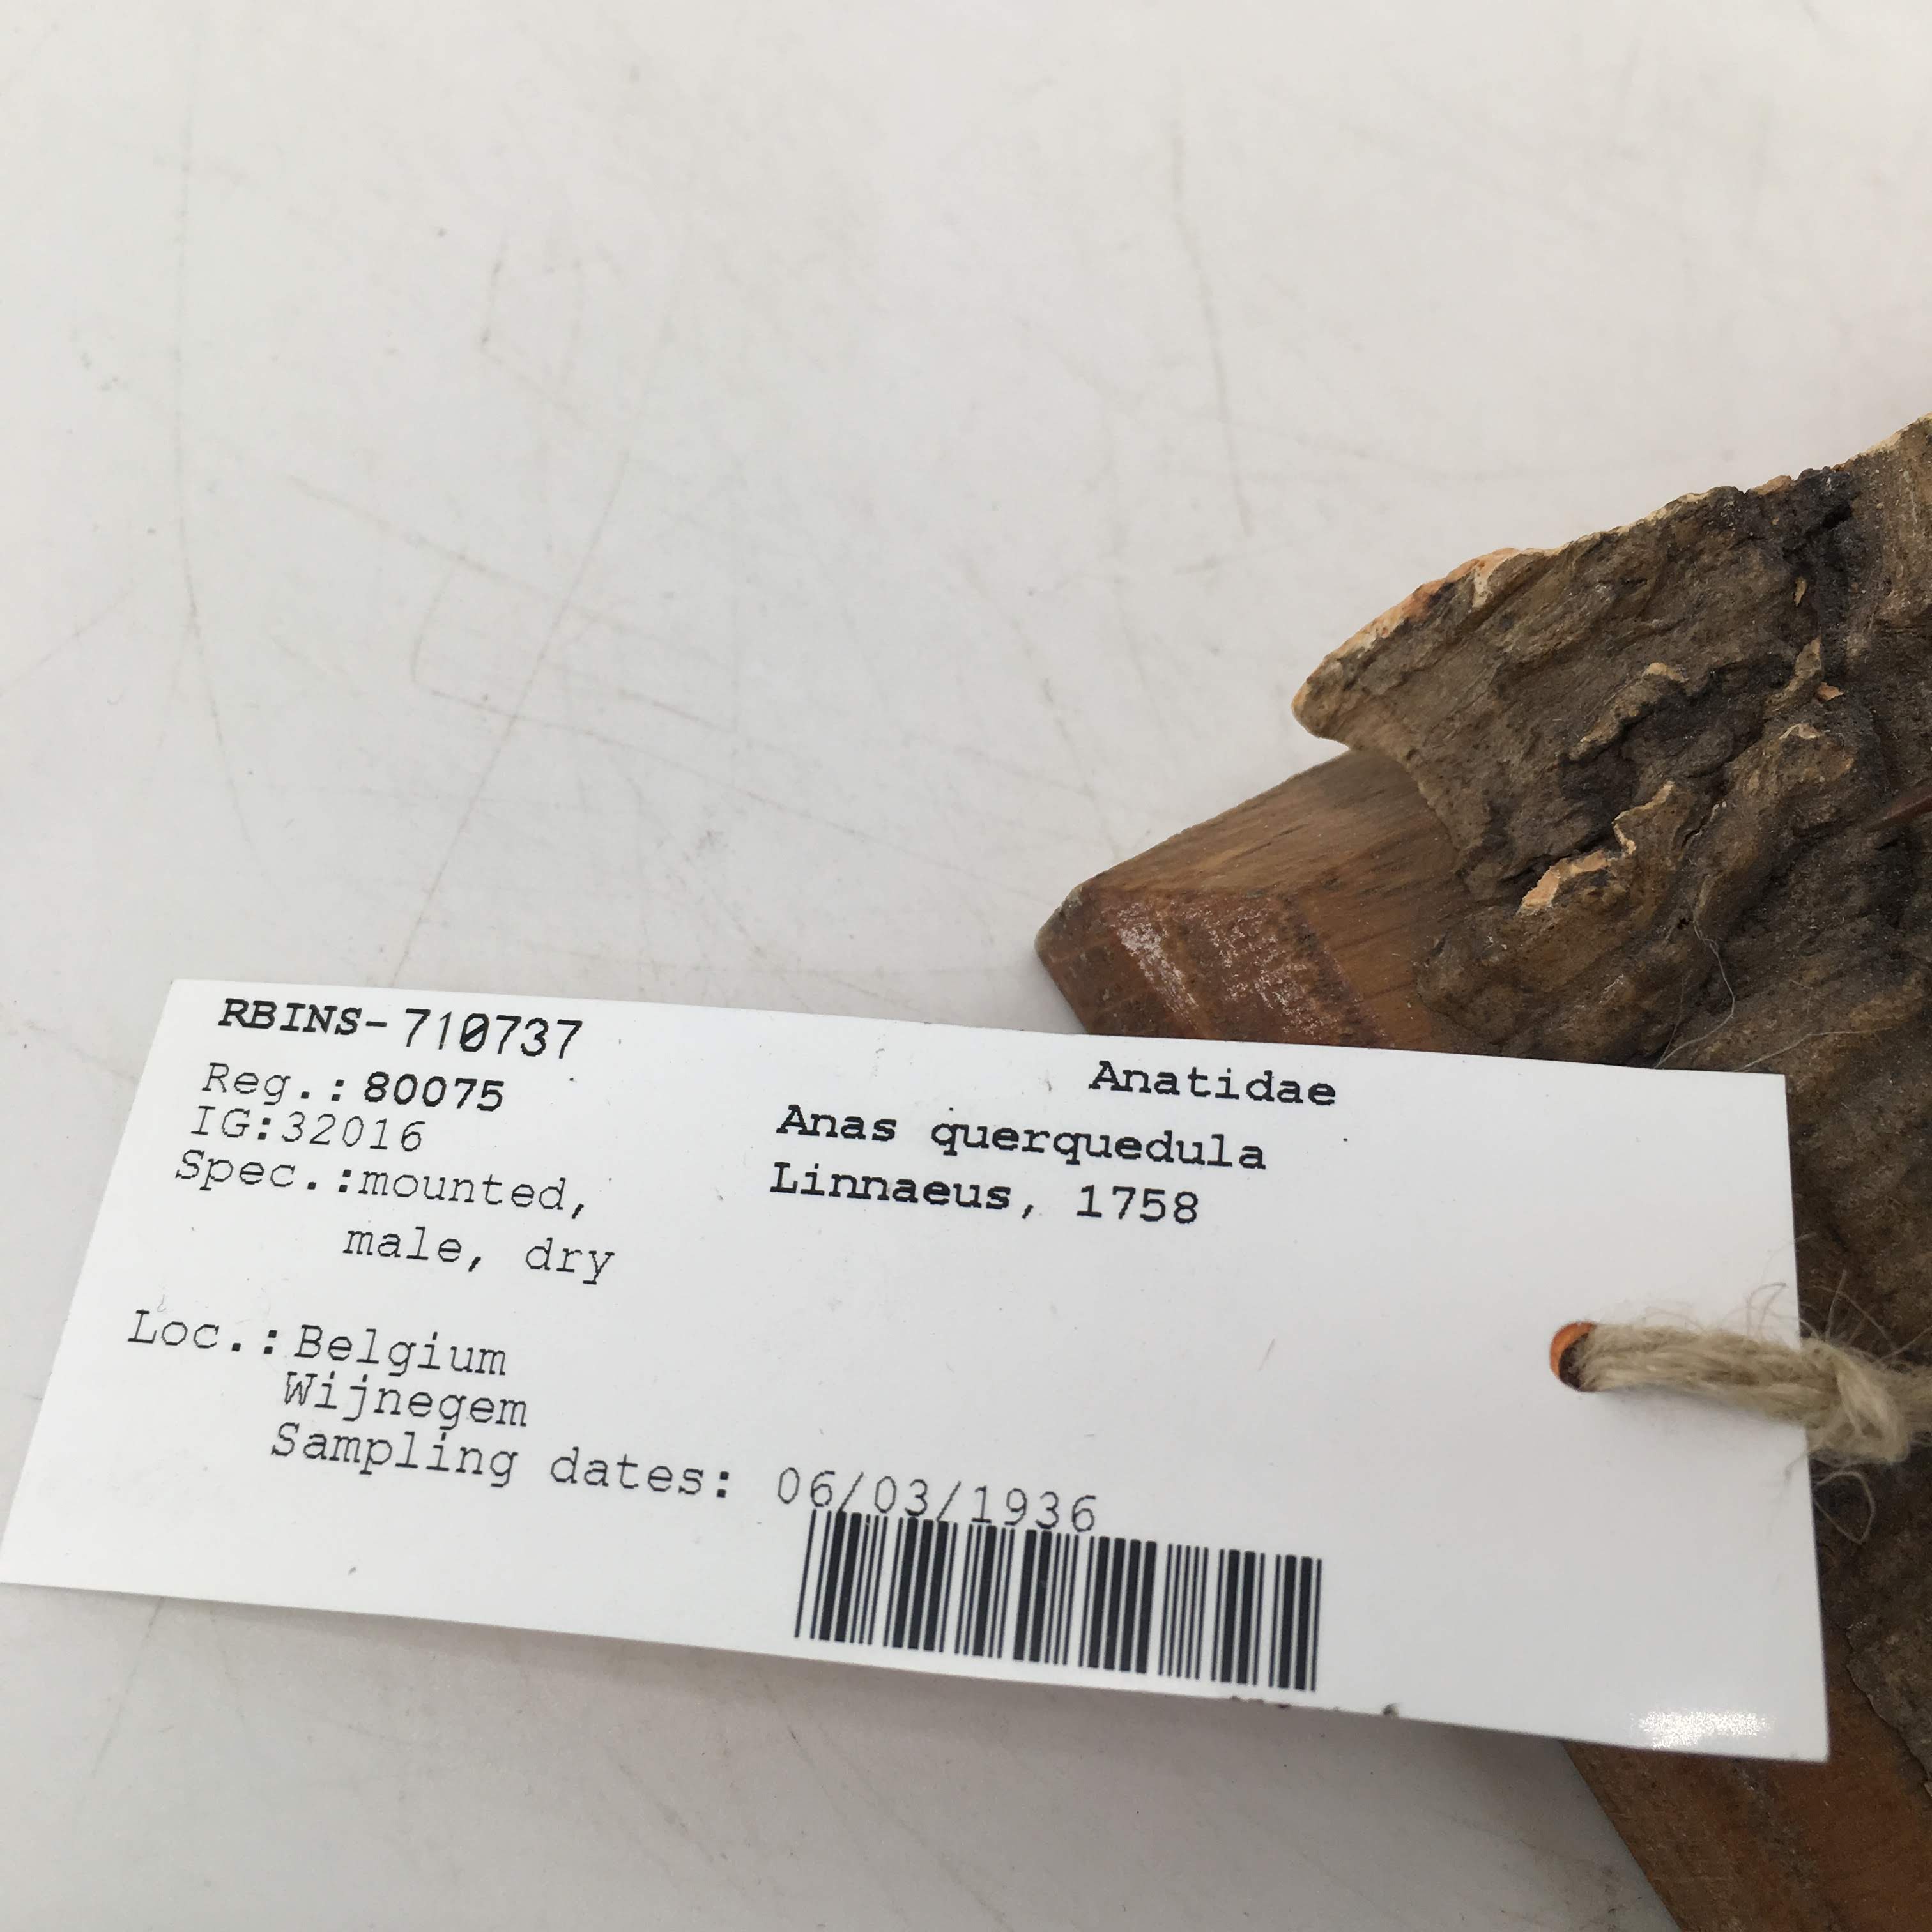 RBINS-710737
Reg.:80075
IG:32016
Spec.:mounted,
male, dry
Anatidae
Anas querquedula
Linnaeus, 1758
Loc.:Belgium
Wijnegem
Sampling dates: 06/03/1936